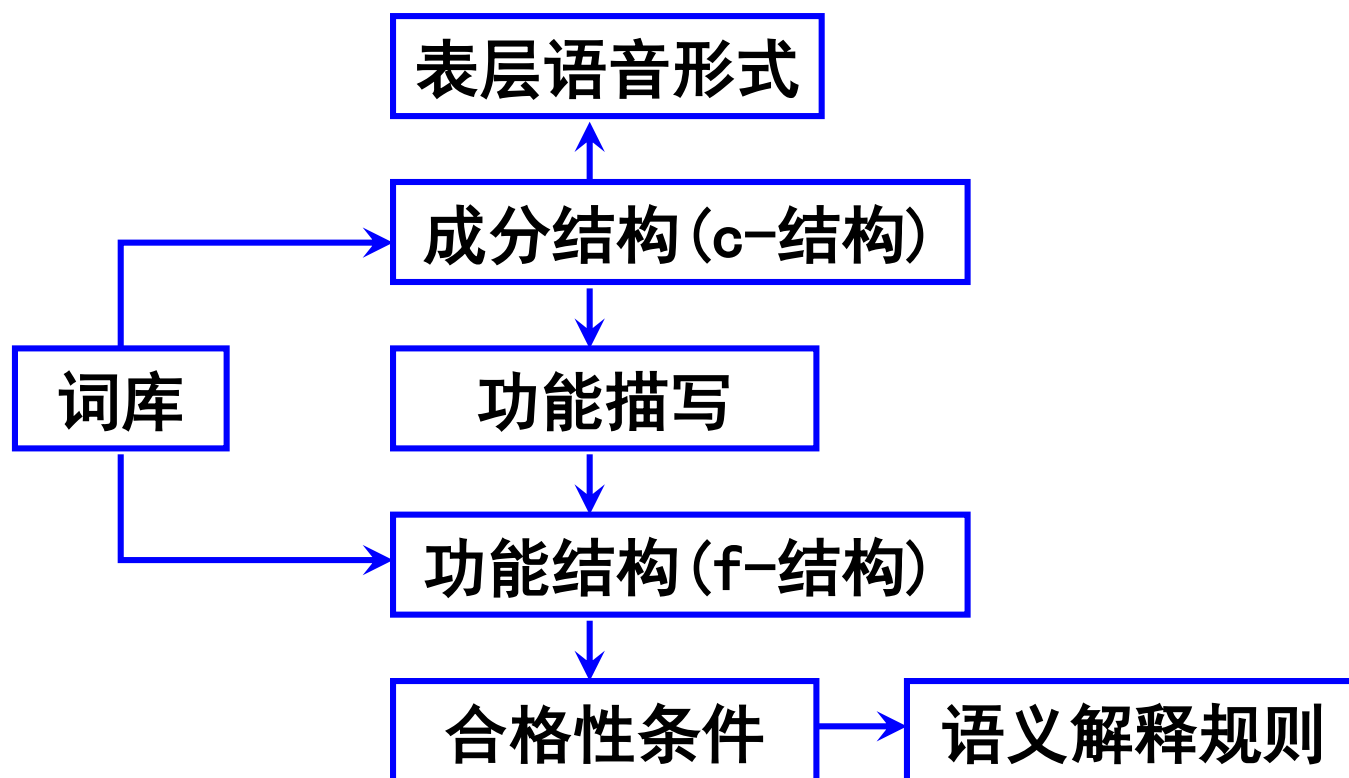 表层语音形式
成分结构(c-结构)
词库
功能描写
功能结构(f-结构)
合格性条件
语义解释规则